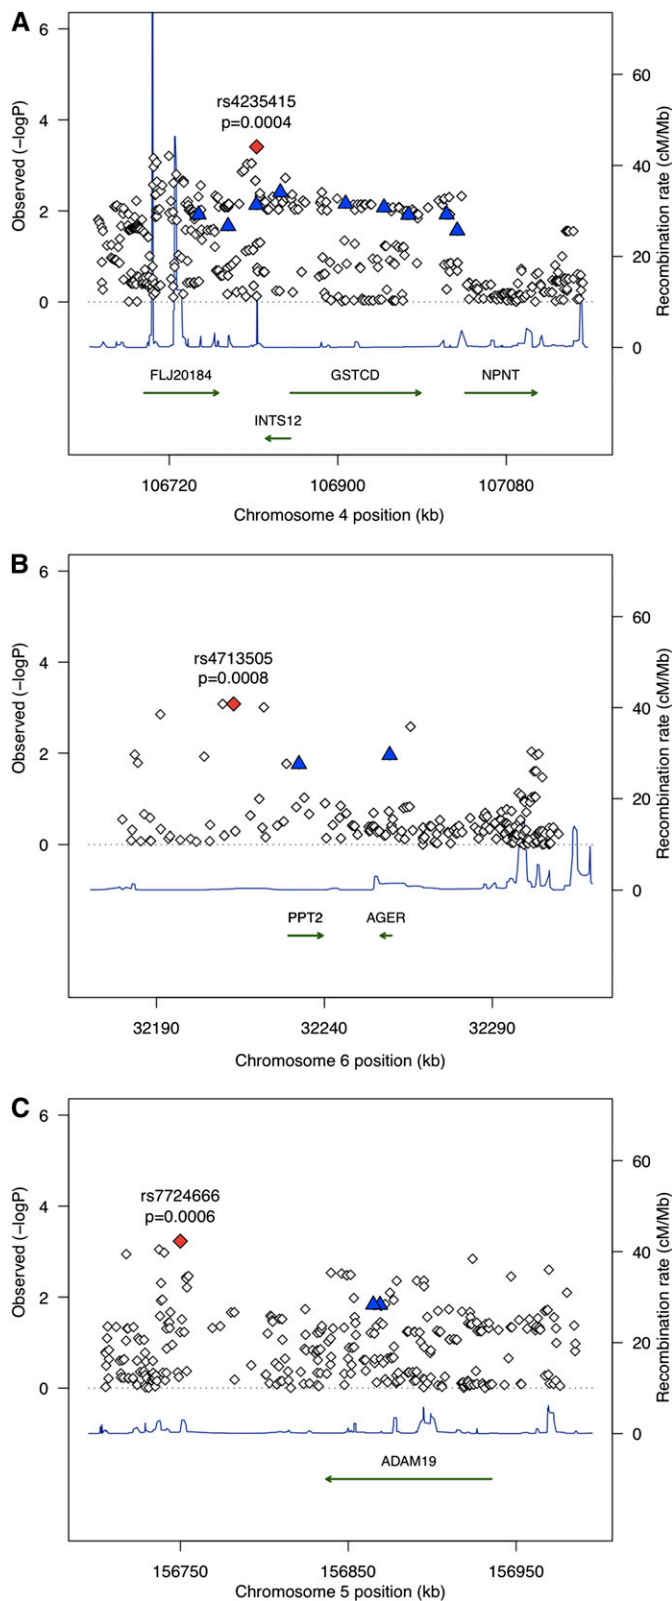 A
Observed (−logP)
Recombination rate (cM/Mb)
6
4
2
0
60
40
20
0
rs4235415
p=0.0004
FLJ20184
GSTCD
NPNT
INTS12
106720
106900
107080
Chromosome 4 position (kb)
B
Observed (−logP)
Recombination rate (cM/Mb)
6
4
2
0
60
40
20
0
rs4713505
p=0.0008
PPT2
AGER
32190
32240
32290
Chromosome 6 position (kb)
C
Observed (−logP)
Recombination rate (cM/Mb)
6
4
2
0
60
40
20
0
rs7724666
p=0.0006
ADAM19
156750
156850
156950
Chromosome 5 position (kb)